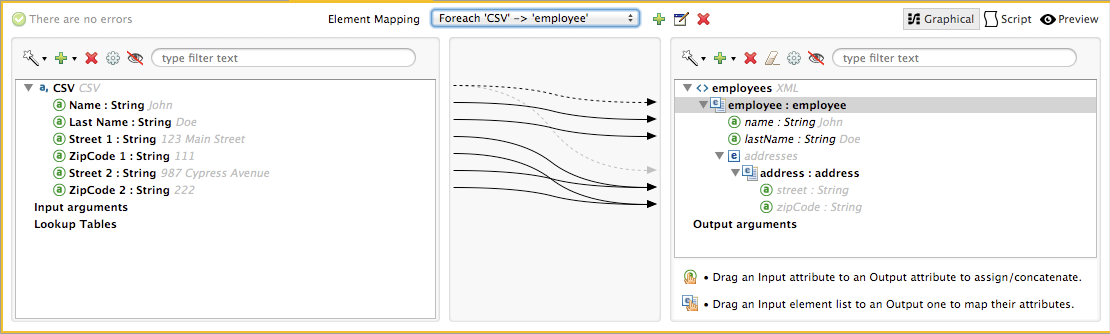 There are no errors
Element Mapping
Foreach 'CSV' -> 'employee'
Graphical
Script
Preview
type filter text
CSV CSV
Name : String John
Last Name : String Doe
Street 1 : String 123 Main Street
ZipCode 1 : String 111
Street 2 : String 987 Cypress Avenue
ZipCode 2 : String 222
Input arguments
Lookup Tables
type filter text
employees XML
employee : employee
name : String John
lastName : String Doe
addresses
address : address
street : String
zipCode : String
Output arguments
• Drag an Input attribute to an Output attribute to assign/concatenate.
• Drag an Input element list to an Output one to map their attributes.